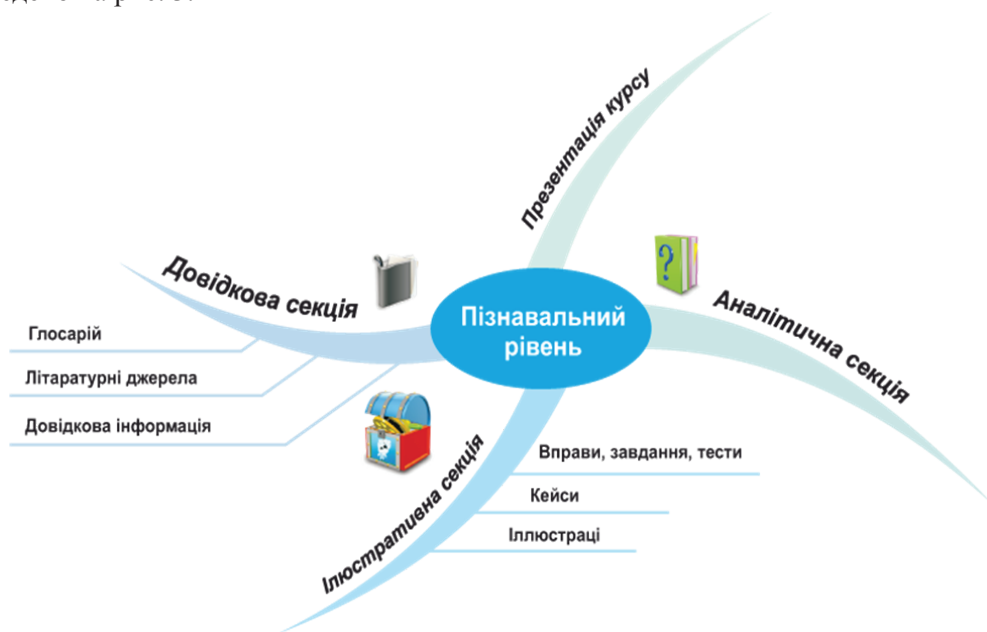 Презентація курсу
Довідкова секція
Пізнавальний
рівень
Аналітична секція
Глосарій
Літаратурні джерела
Довідкова інформація
Ілюстративна секція
Вправи, завдання, тести
Кейси
Іллюстраці